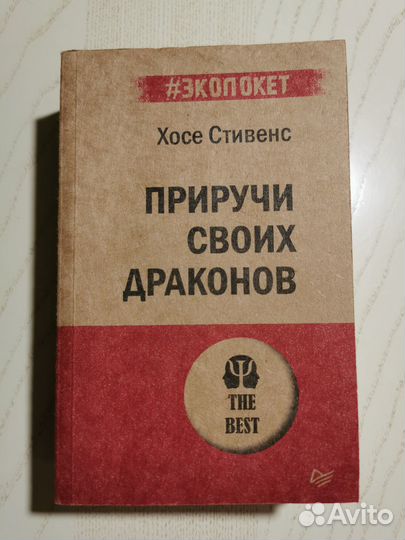 #ЭКОПОКЕТ
Хосе Стивенс
ПРИРУЧИ
СВОИХ
ДРАКОНОВ
THE
BEST
Avito